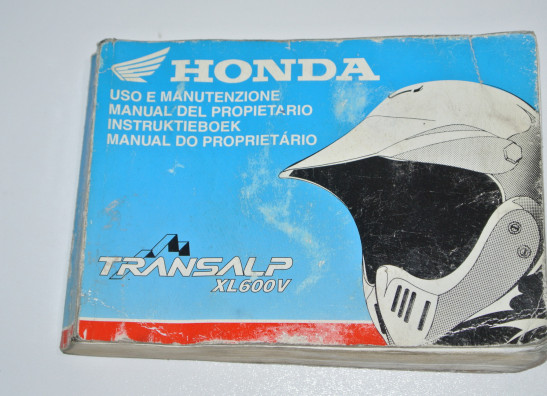 HONDA
USO E MANUTENZIONE
MANUAL DEL PROPIETARIO
INSTRUKTIEBOEK
MANUAL DO PROPRIETÁRIO
TRANSALP
XL600V